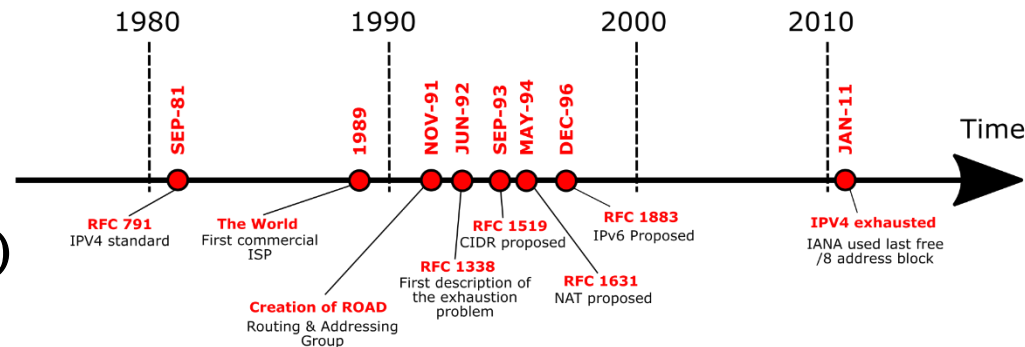 1980
1990
2000
2010
SEP-81
1989
NOV-91
JUN-92
SEP-93
MAY-94
DEC-96
JAN-11
Time
RFC 791
IPV4 standard
The World
First commercial
ISP
Creation of ROAD
Routing & Addressing
Group
RFC 1338
First description of
the exhaustion
problem
RFC 1519
CIDR proposed
RFC 1631
NAT proposed
RFC 1883
IPv6 Proposed
IPV4 exhausted
IANA used last free
/8 address block
)